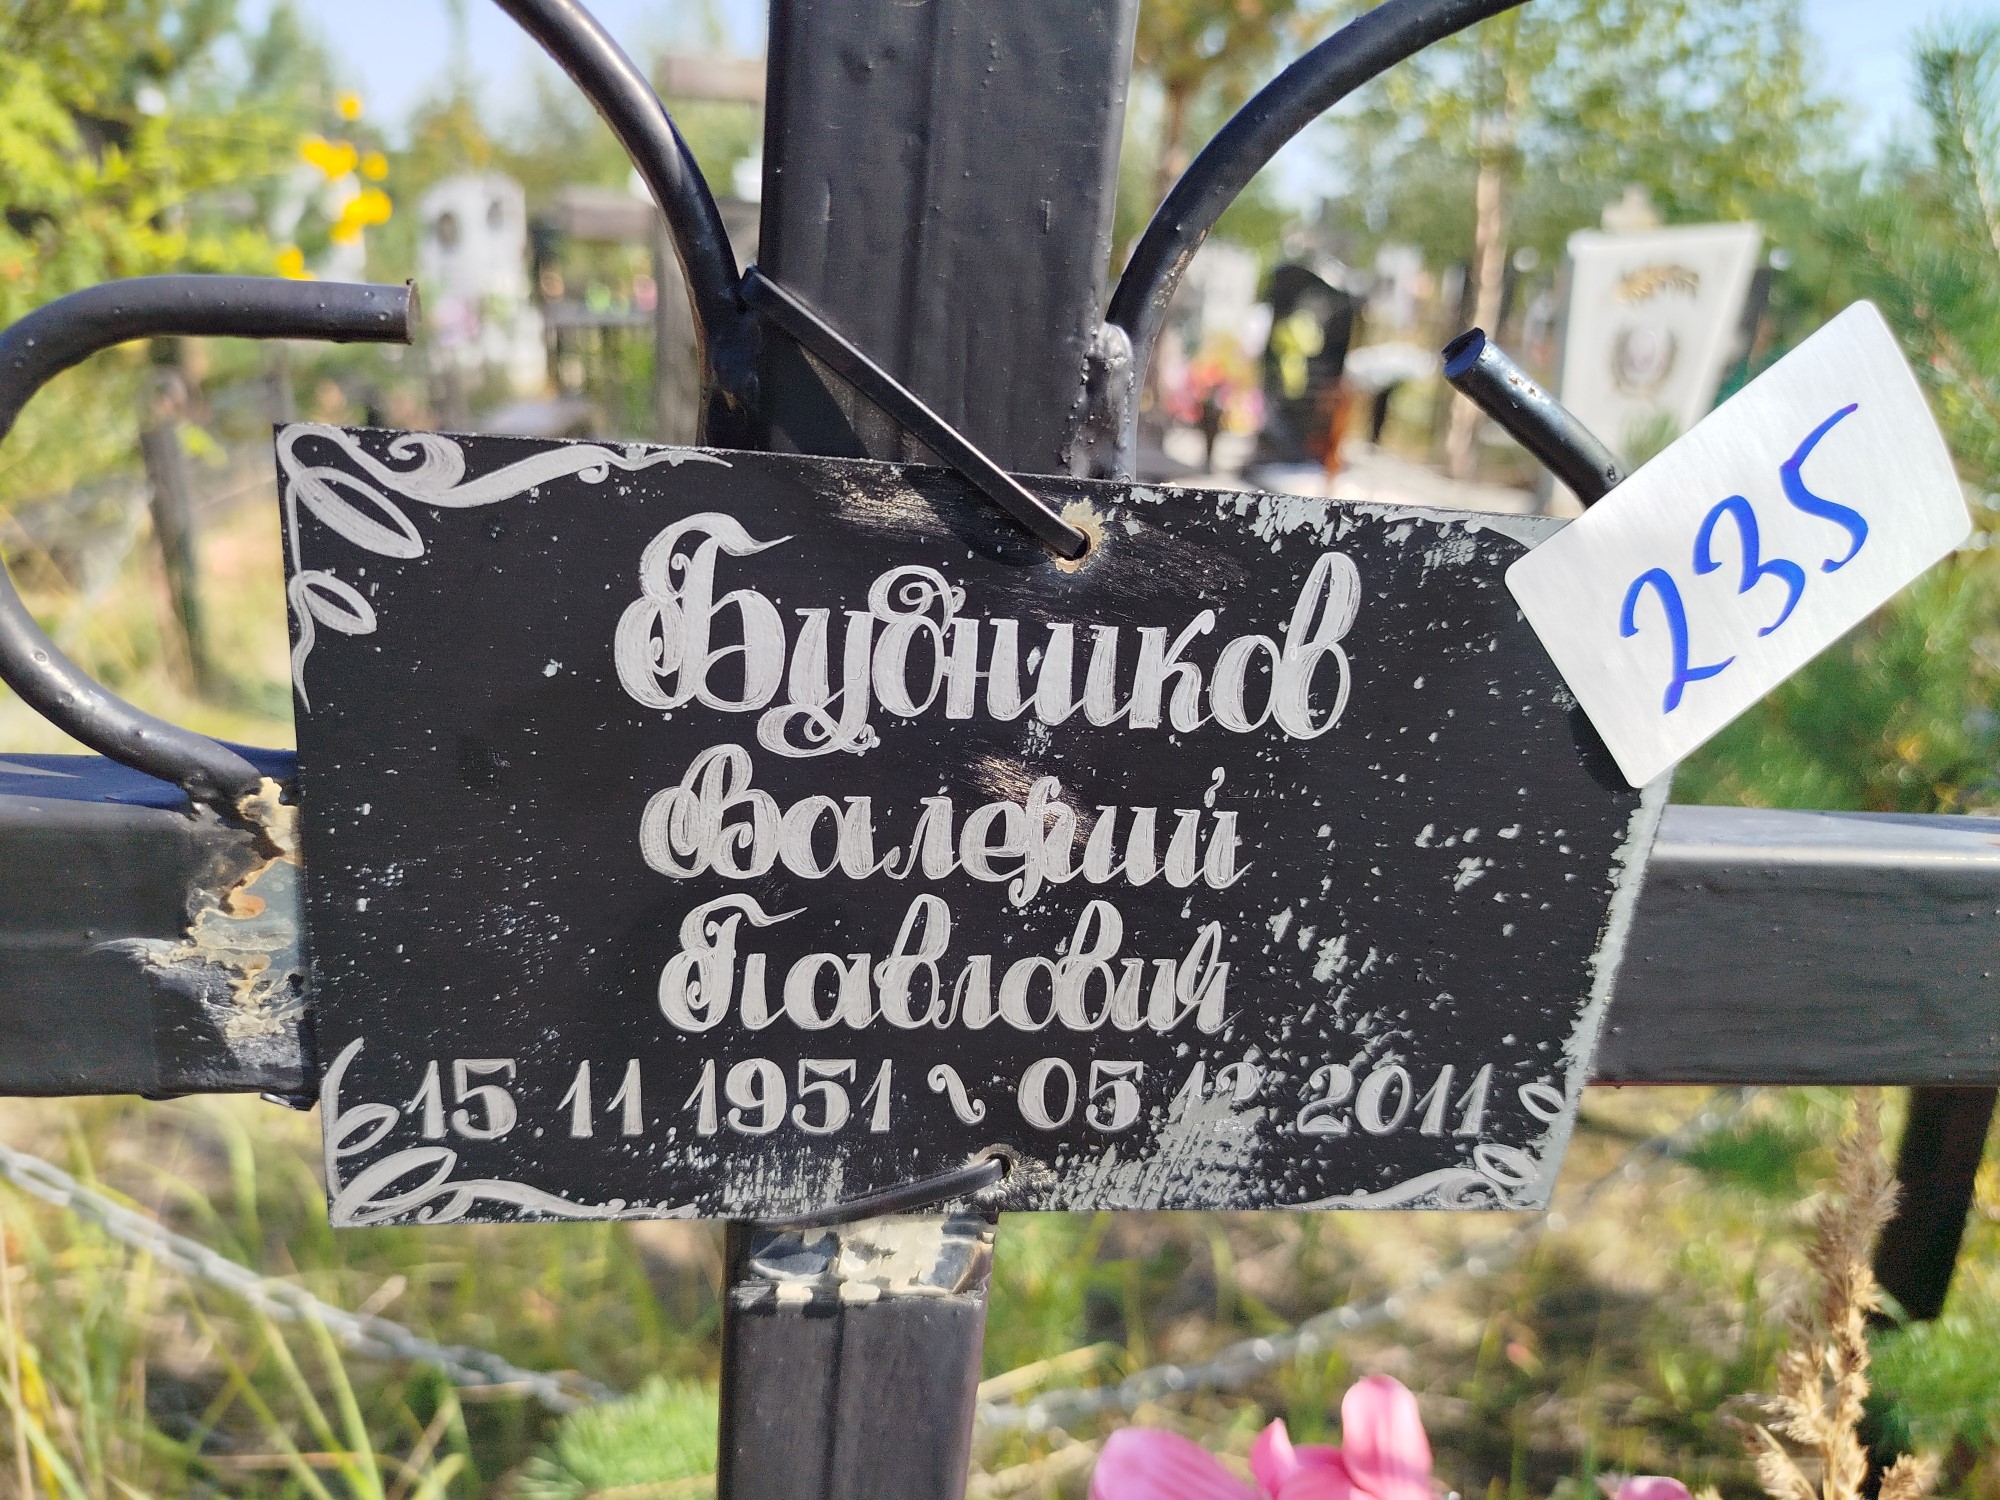 235
Будников
Валерий
Павлович
15.11 1951 ~ 05 12 2011